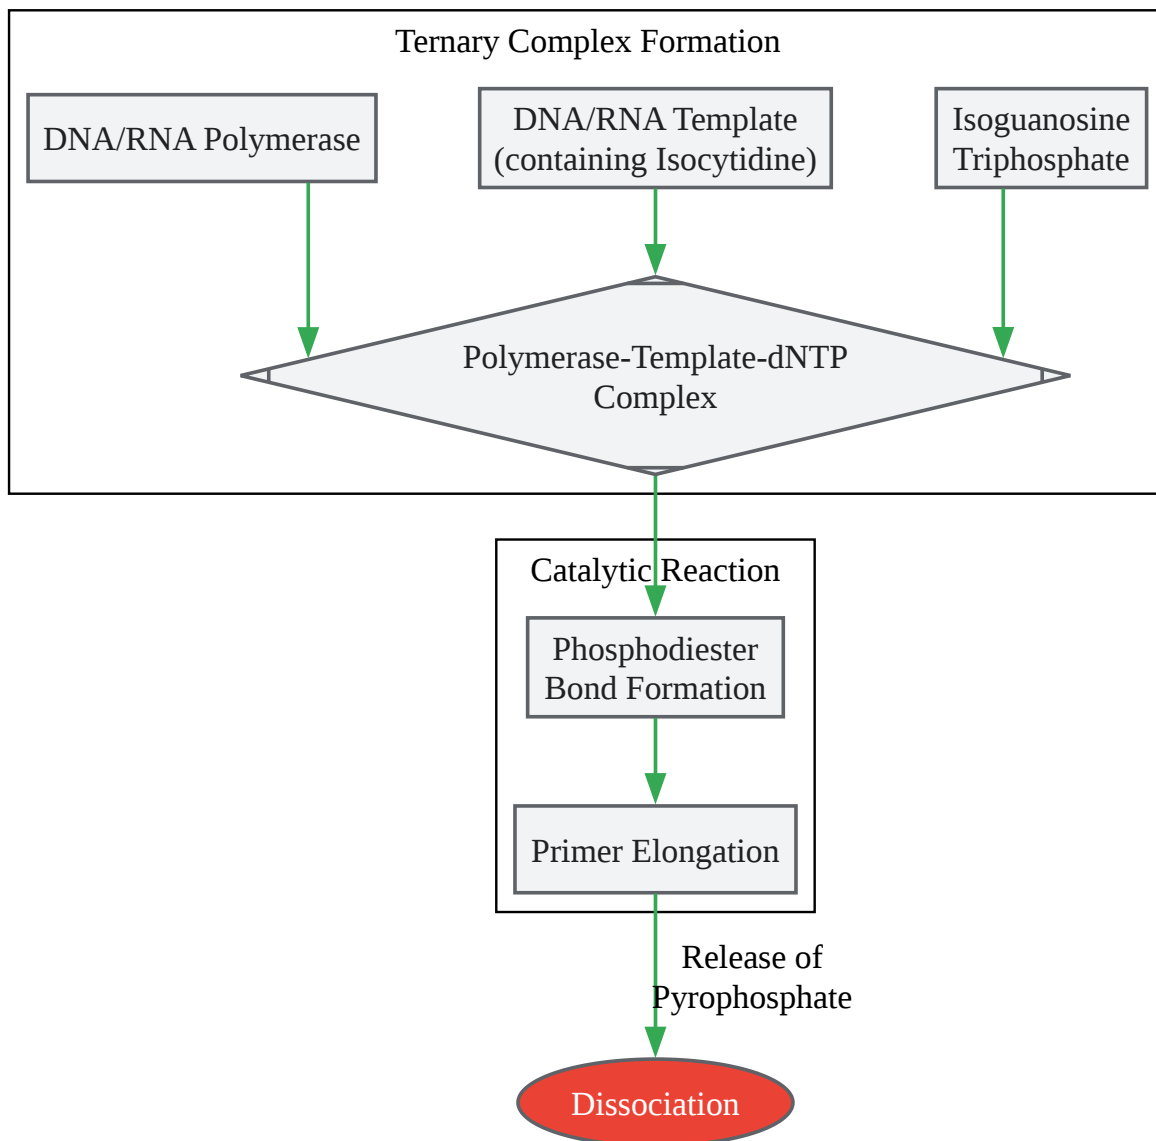 Ternary Complex Formation
DNA/RNA Polymerase
DNA/RNA Template
(containing Isocytidine)
Isoguanosine
Triphosphate
Polymerase-Template-dNTP
Complex
Catalytic Reaction
Phosphodiester
Bond Formation
Primer Elongation
Release of
Pyrophosphate
Dissociation